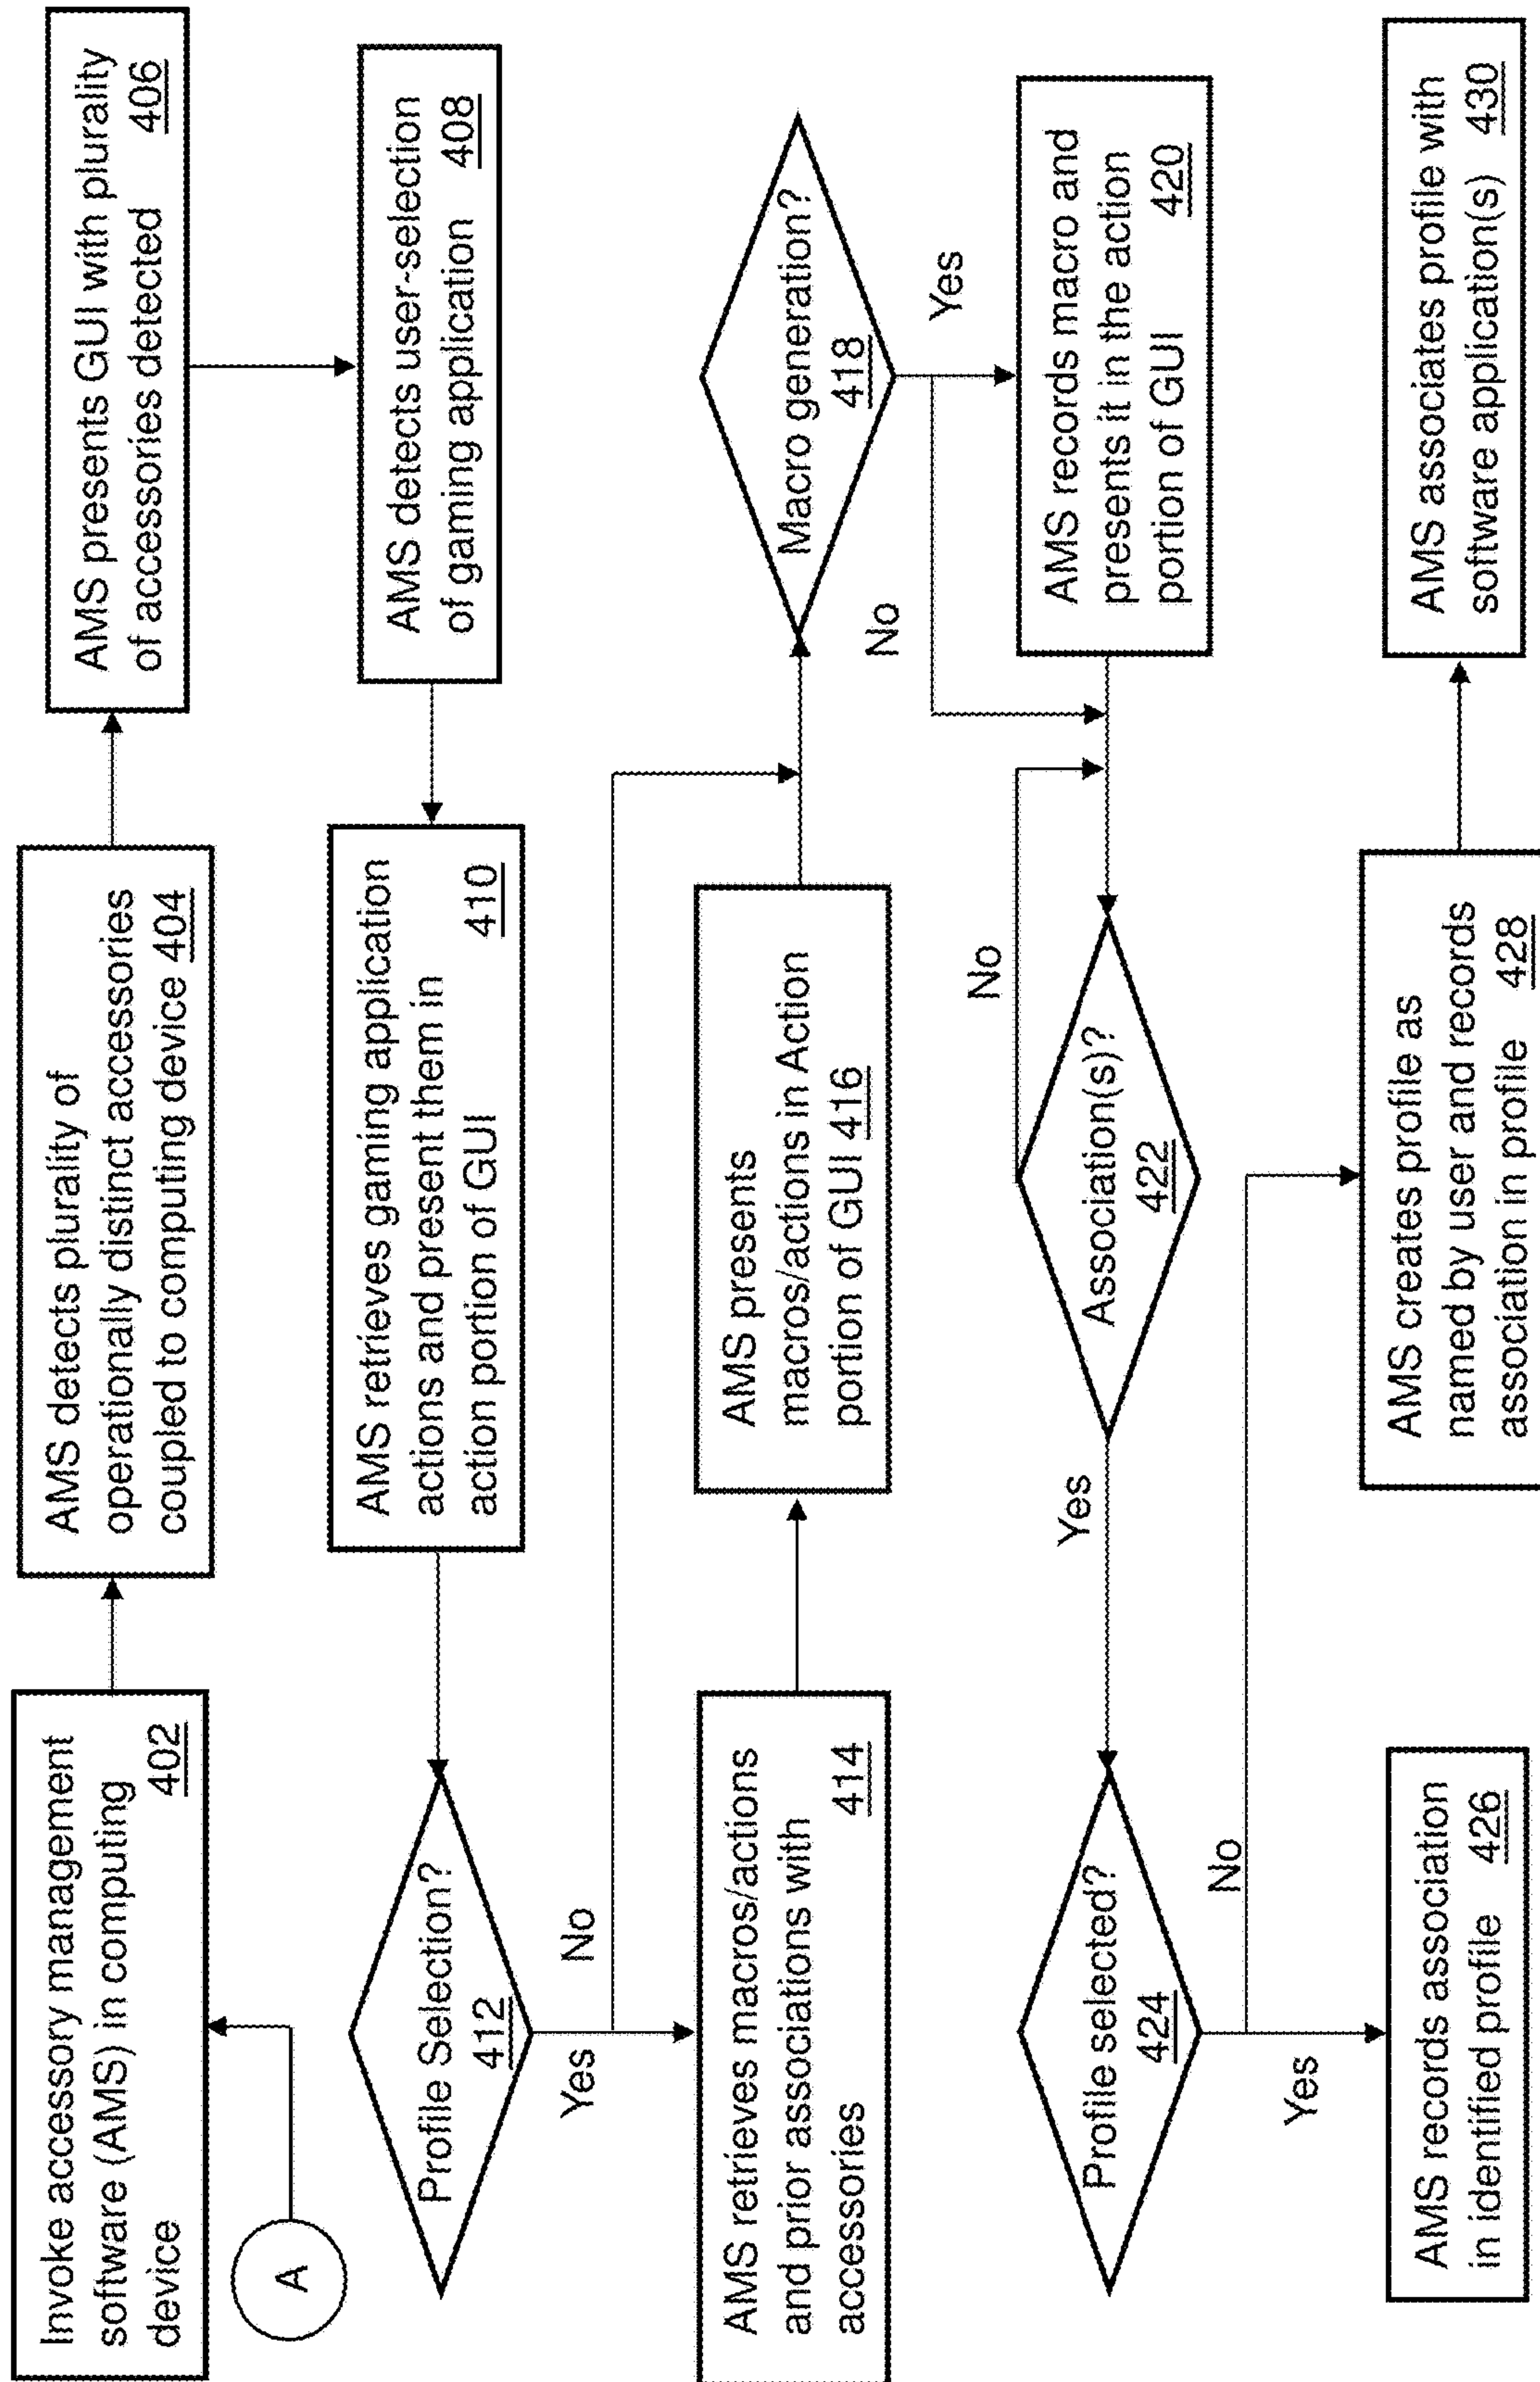 Invoke accessory management
software (AMS) in computing
device 402
A
AMS detects plurality of
operationally distinct accessories
coupled to computing device 404
AMS presents GUI with plurality
of accessories detected 406
AMS detects user-selection
of gaming application 408
AMS retrieves gaming application
actions and present them in
action portion of GUI 410
Profile Selection?
412
Yes
No
AMS retrieves macros/actions
and prior associations with
accessories 414
AMS presents
macros/actions in Action
portion of GUI 416
Macro generation?
418
No
Yes
AMS records macro and
presents it in the action
portion of GUI 420
Association(s)?
422
No
Yes
Profile selected?
424
Yes
No
AMS records association
in identified profile 426
AMS creates profile as
named by user and records
association in profile 428
AMS associates profile with
software application(s) 430